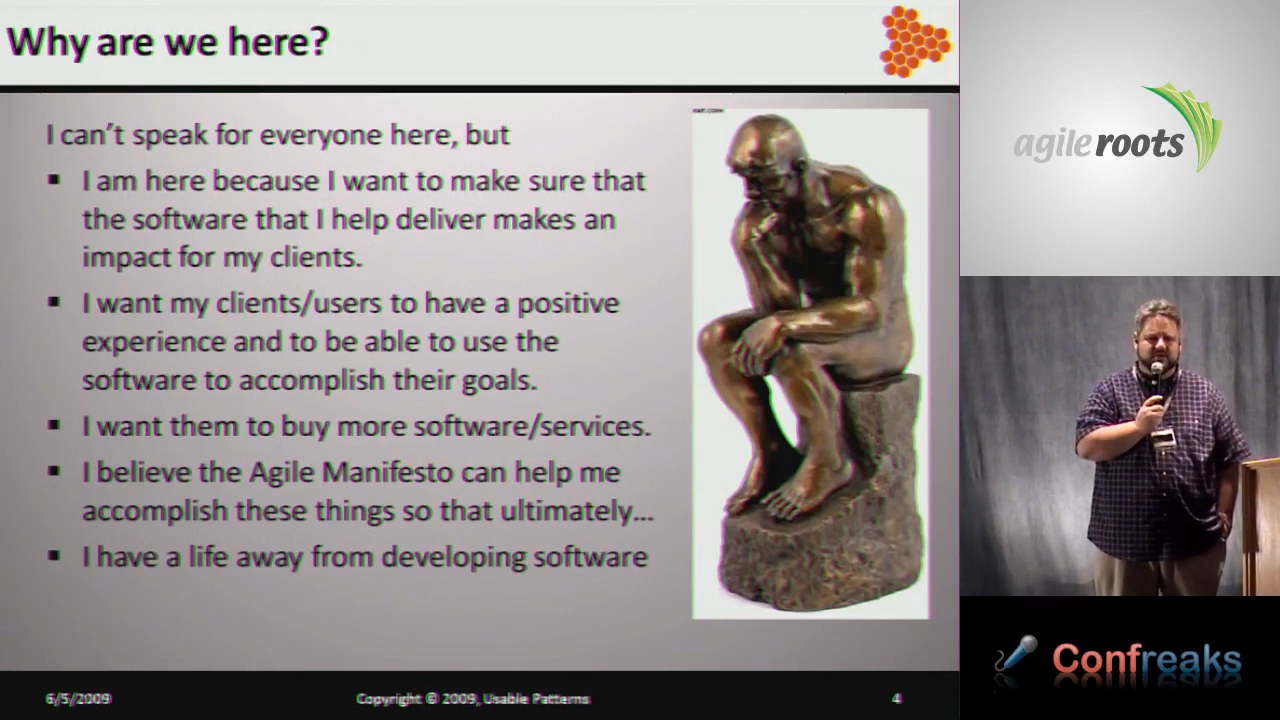 Why are we here?
I can't speak for everyone here, but
▪ I am here because I want to make sure that
the software that I help deliver makes an
impact for my clients.
▪ I want my clients/users to have a positive
experience and to be able to use the
software to accomplish their goals.
▪ I want them to buy more software/services.
▪ I believe the Agile Manifesto can help me
accomplish these things so that ultimately...
▪ I have a life away from developing software
6/5/2009
Copyright © 2009, Usable Patterns
4
agile roots
Confreaks